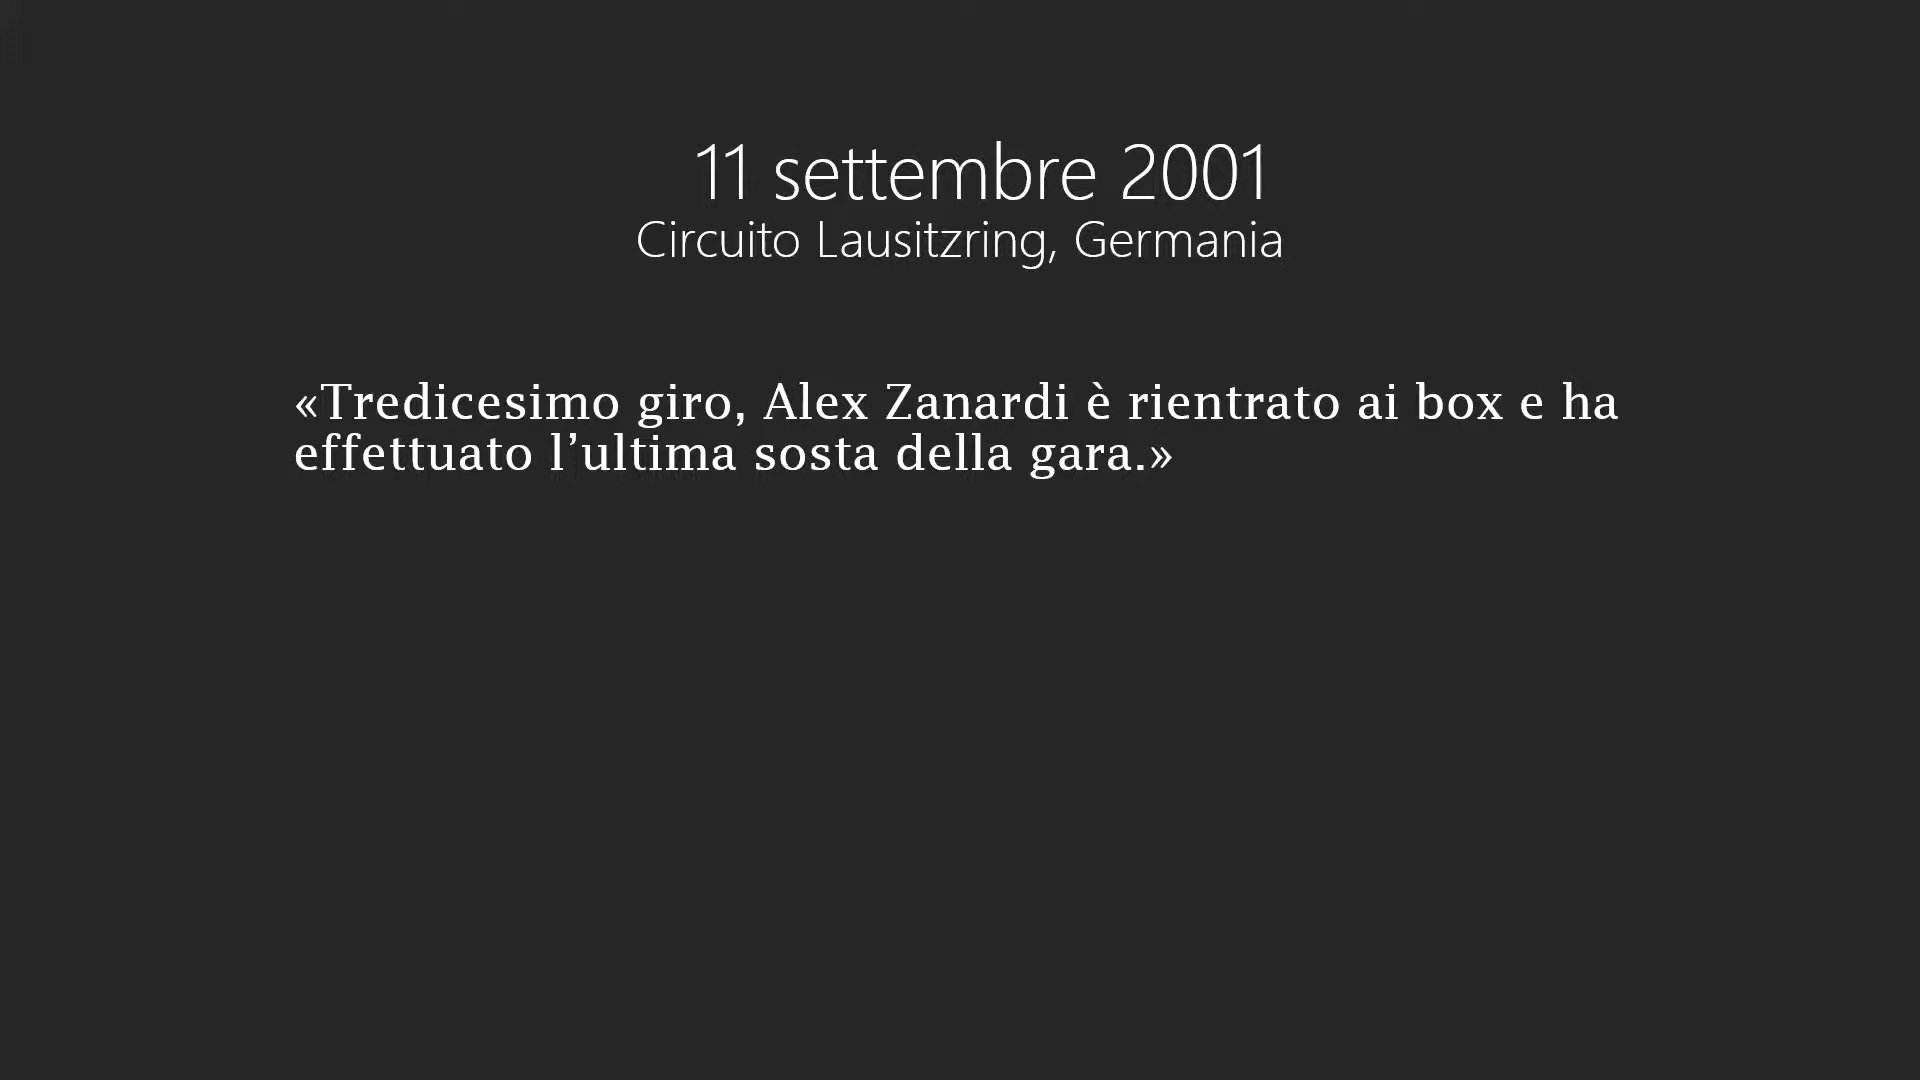 11 settembre 2001
Circuito Lausitzring, Germania
«Tredicesimo giro, Alex Zanardi è rientrato ai box e ha
effettuato l’ultima sosta della gara.»